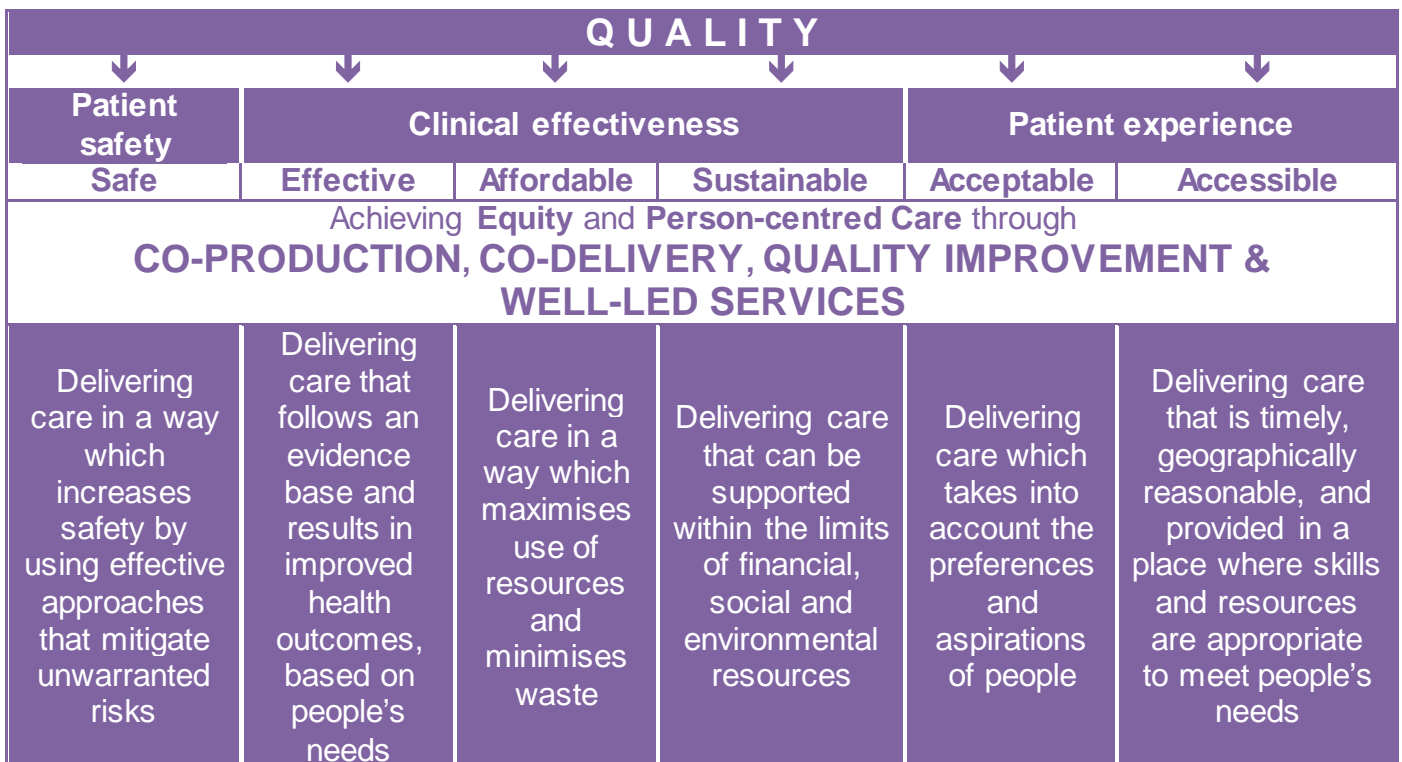 QUALITY
Patient
safety
Clinical effectiveness
Patient experience
Safe
Effective
Affordable
Sustainable
Acceptable
Accessible
Achieving Equity and Person-centred Care through
CO-PRODUCTION, CO-DELIVERY, QUALITY IMPROVEMENT &
WELL-LED SERVICES
Delivering
care in a way
which
increases
safety by
using effective
approaches
that mitigate
unwarranted
risks
Delivering
care that
follows an
evidence
base and
results in
improved
health
outcomes,
based on
people’s
needs
Delivering
care in a
way which
maximises
use of
resources
and
minimises
waste
Delivering care
that can be
supported
within the limits
of financial,
social and
environmental
resources
Delivering
care which
takes into
account the
preferences
and
aspirations
of people
Delivering care
that is timely,
geographically
reasonable, and
provided in a
place where skills
and resources
are appropriate
to meet people’s
needs